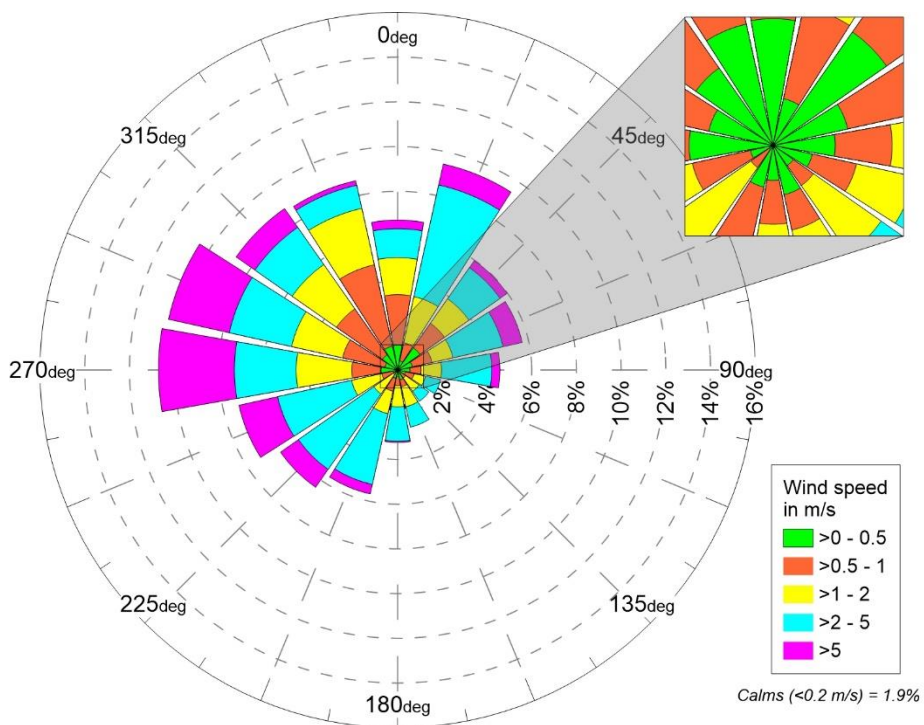 0deg
45deg
90deg
135deg
180deg
225deg
270deg
315deg
2%
4%
6%
8%
10%
12%
14%
16%
Wind speed
in m/s
>0 - 0.5
>0.5 - 1
>1 - 2
>2 - 5
>5
Calms (<0.2 m/s) = 1.9%